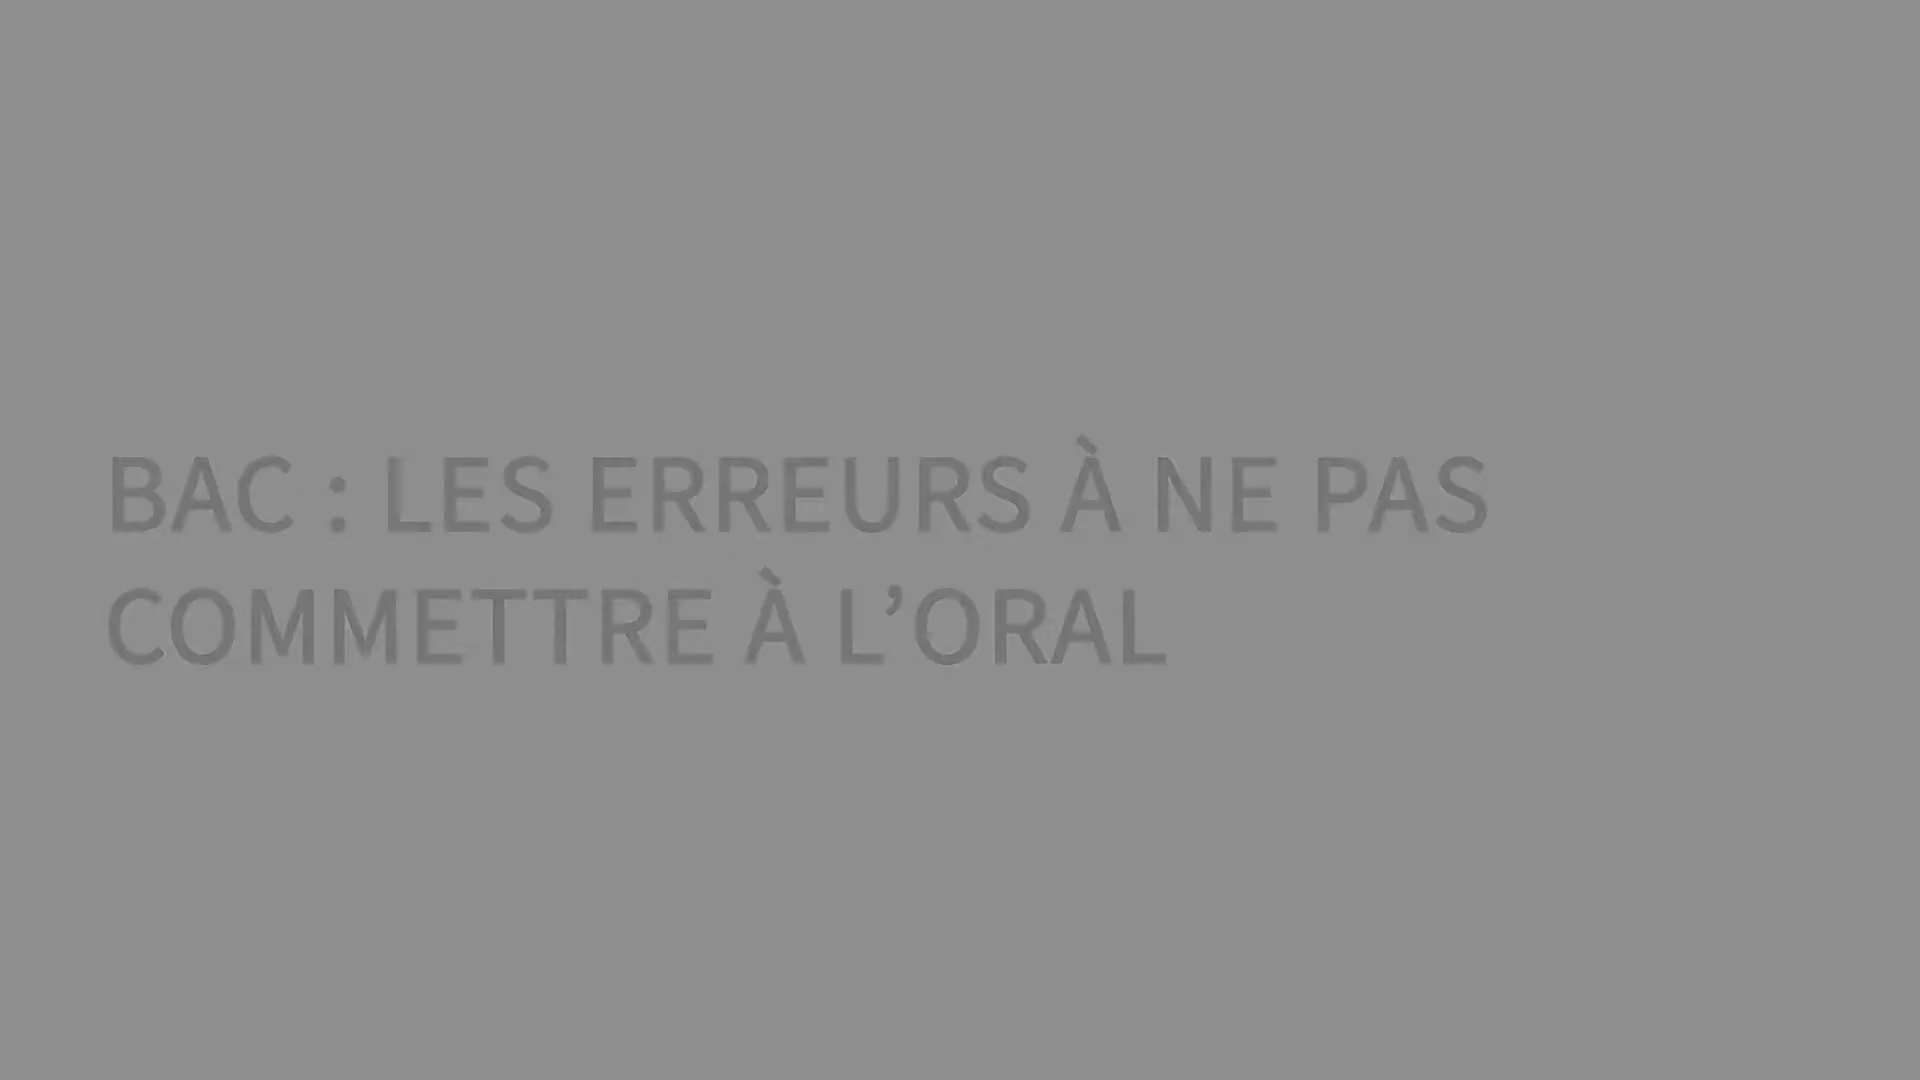 BAC : LES ERREURS À NE PAS
COMMETTRE À L’ORAL